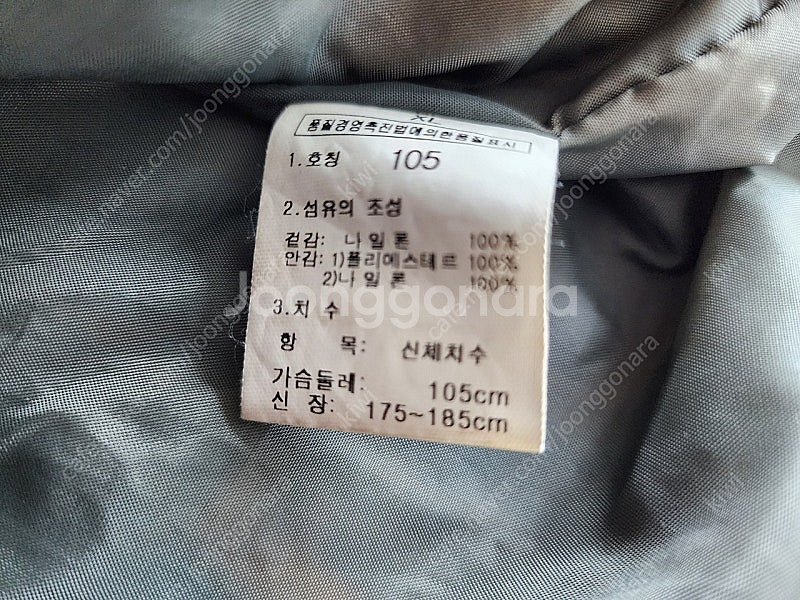 XL
품질경영촉진법에의한품질표시
1.호칭 105
2.섬유의 조성
겉감: 나일론 100%
안감: 1)폴리에스테르 100%
2)나일론 100%
Joonggonara
3.치수
항 목: 신체치수
가슴둘레: 105cm
신 장: 175~185cm